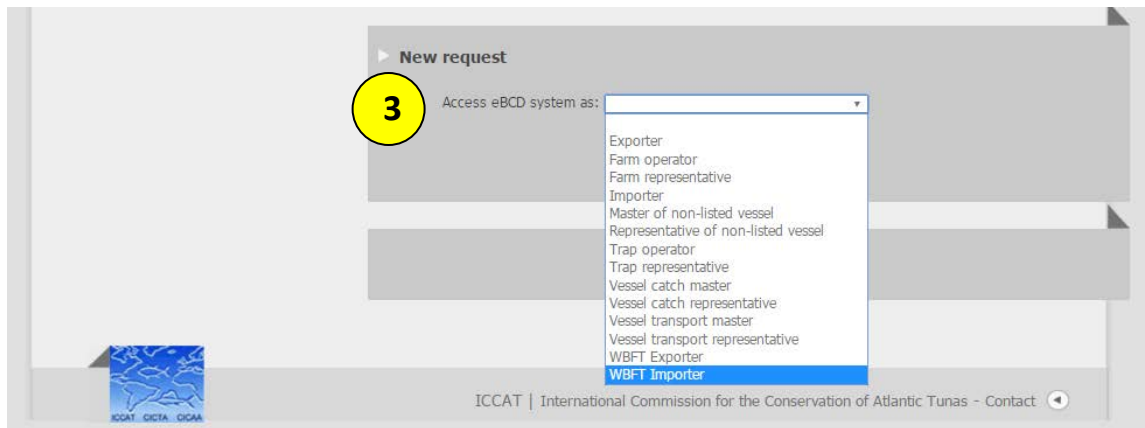 New request
3
Access eBCD system as:
Exporter
Farm operator
Farm representative
Importer
Master of non-listed vessel
Representative of non-listed vessel
Trap operator
Trap representative
Vessel catch master
Vessel catch representative
Vessel transport master
Vessel transport representative
WBFT Exporter
WBFT Importer
ICCAT CICTA CICAA
ICCAT | International Commission for the Conservation of Atlantic Tunas - Contact